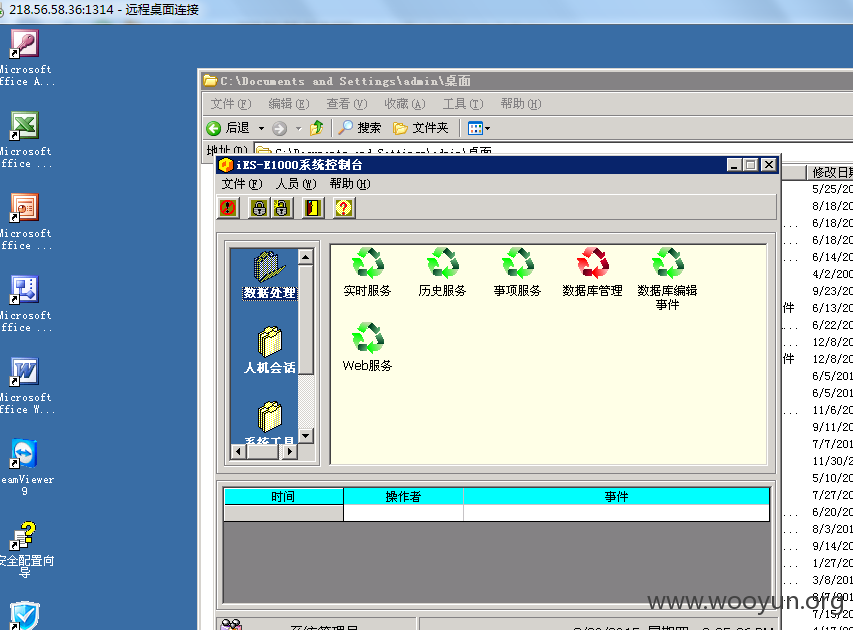 218.56.58.36:1314 - 远程桌面连接
Microsoft
ffice A...
Microsoft
ffice ...
Microsoft
ffice ...
Microsoft
ffice ...
Microsoft
ffice W...
eamViewer
9
安全配置向
导
C:\Documents and Settings\admin\桌面
文件(F) 编辑(E) 查看(V) 收藏(A) 工具(T) 帮助(H)
后退 搜索 文件夹
地址(D) C:\Documents and Settings\admin\桌面
iES-E1000系统控制台
文件(F) 人员(W) 帮助(H)
数据处理
人机会话
系统工具
实时服务 历史服务 事项服务 数据库管理 数据库编辑
事件
Web服务
时间 操作者 事件
系统管理员
修改日期
5/25/20
8/18/20
... 6/18/20
... 6/18/20
... 6/14/20
4/2/200
9/23/20
件 6/13/20
... 6/22/20
... 12/8/20
件 12/8/20
6/5/201
6/5/201
... 11/6/20
9/11/20
7/7/201
11/30/2
5/10/20
7/27/20
... 6/20/20
... 8/3/201
... 9/14/20
... 1/27/20
... 3/8/201
7/15/20
www.wooyun.org